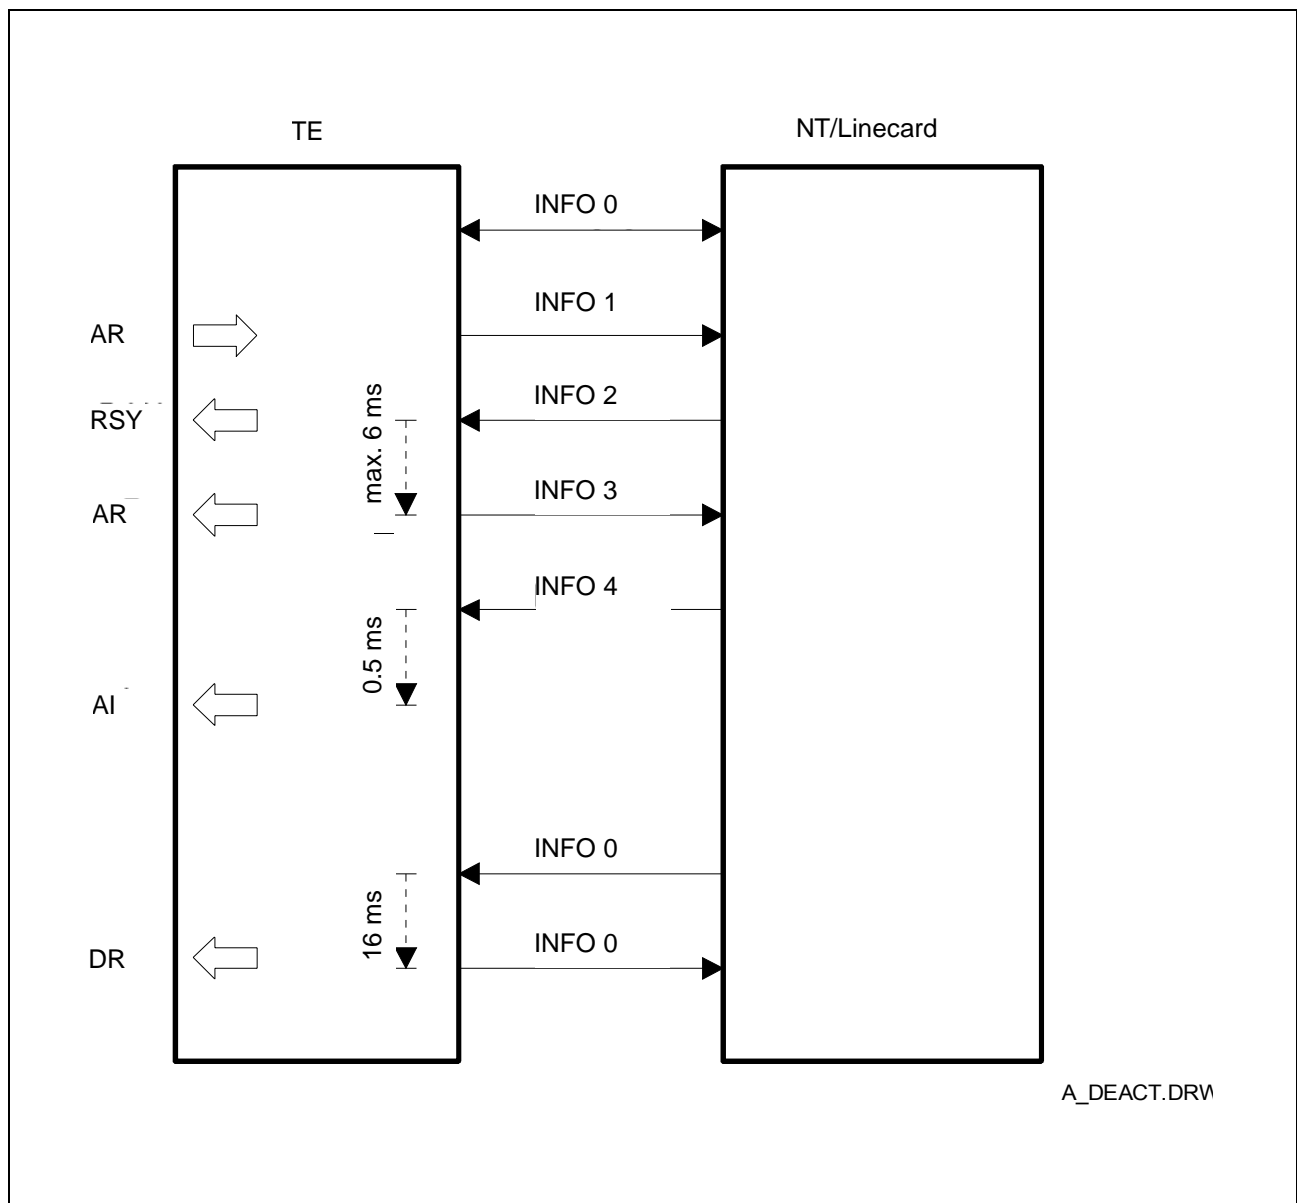 TE
NT/Linecard
INFO 0
AR
INFO 1
RSY
INFO 2
max. 6 ms
AR
INFO 3
INFO 4
0.5 ms
AI
INFO 0
16 ms
DR
INFO 0
A_DEACT.DRW